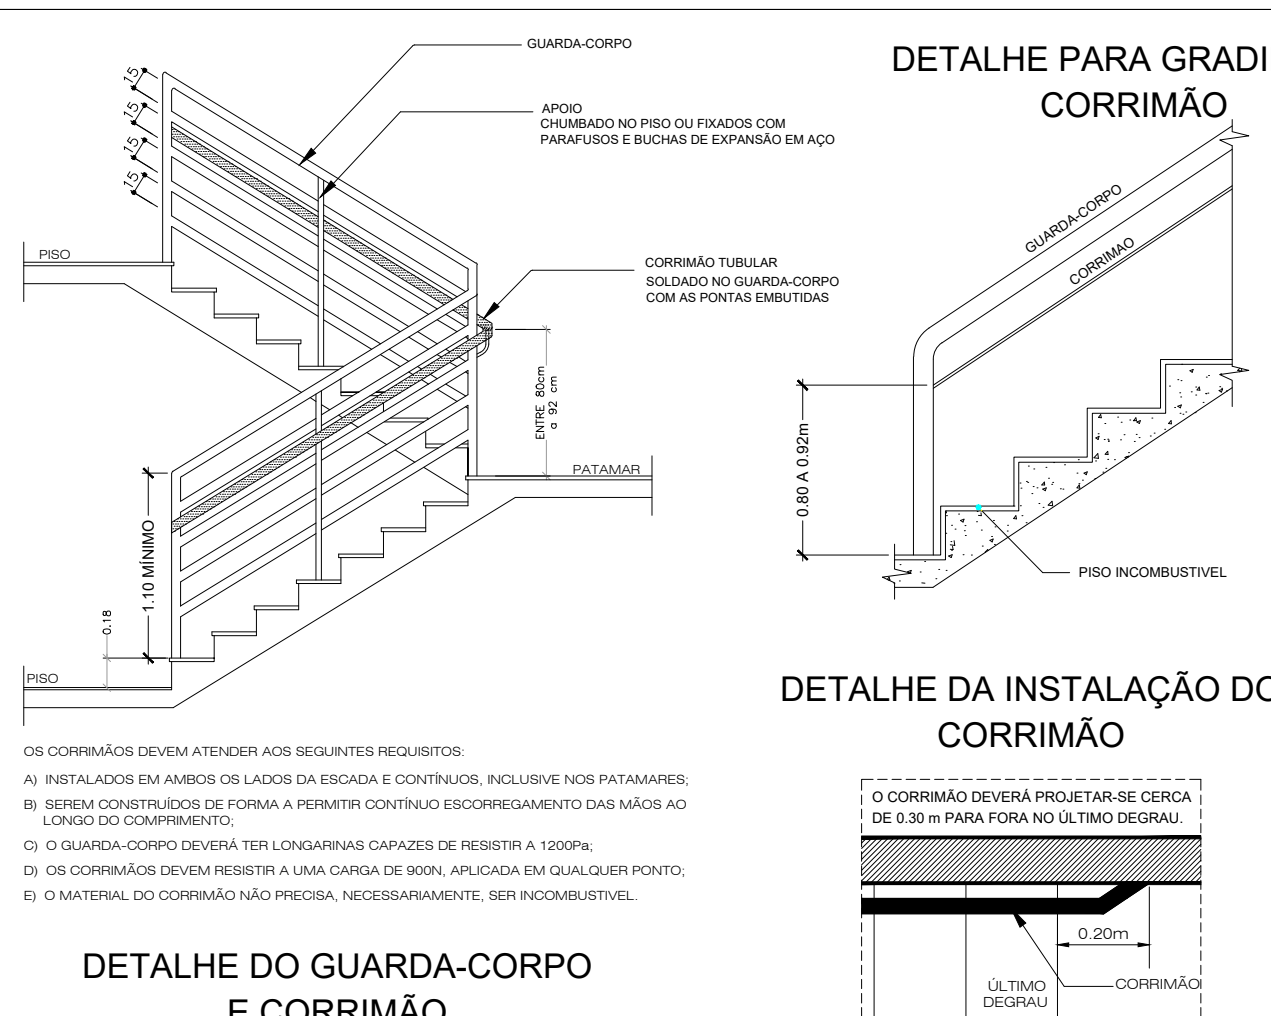 GUARDA-CORPO
APOIO
CHUMBADO NO PISO OU FIXADOS COM
PARAFUSOS E BUCHAS DE EXPANSÃO EM AÇO
15
15
15
15
PISO
CORRIMÃO TUBULAR
SOLDADO NO GUARDA-CORPO
COM AS PONTAS EMBUTIDAS
ENTRE 80cm
a 92 cm
PATAMAR
1.10 MÍNIMO
0.18
PISO
OS CORRIMÃOS DEVEM ATENDER AOS SEGUINTES REQUISITOS:
A) INSTALADOS EM AMBOS OS LADOS DA ESCADA E CONTÍNUOS, INCLUSIVE NOS PATAMARES;
B) SEREM CONSTRUÍDOS DE FORMA A PERMITIR CONTÍNUO ESCORREGAMENTO DAS MÃOS AO
LONGO DO COMPRIMENTO;
C) O GUARDA-CORPO DEVERÁ TER LONGARINAS CAPAZES DE RESISTIR A 1200Pa;
D) OS CORRIMÃOS DEVEM RESISTIR A UMA CARGA DE 900N, APLICADA EM QUALQUER PONTO;
E) O MATERIAL DO CORRIMÃO NÃO PRECISA, NECESSARIAMENTE, SER INCOMBUSTIVEL.
DETALHE DO GUARDA-CORPO
E CORRIMÃO
DETALHE PARA GRADI
CORRIMÃO
GUARDA-CORPO
CORRIMAO
0.80 A 0.92m
PISO INCOMBUSTIVEL
DETALHE DA INSTALAÇÃO DO
CORRIMÃO
O CORRIMÃO DEVERÁ PROJETAR-SE CERCA
DE 0.30 m PARA FORA NO ÚLTIMO DEGRAU.
0.20m
CORRIMÃO
ÚLTIMO
DEGRAU